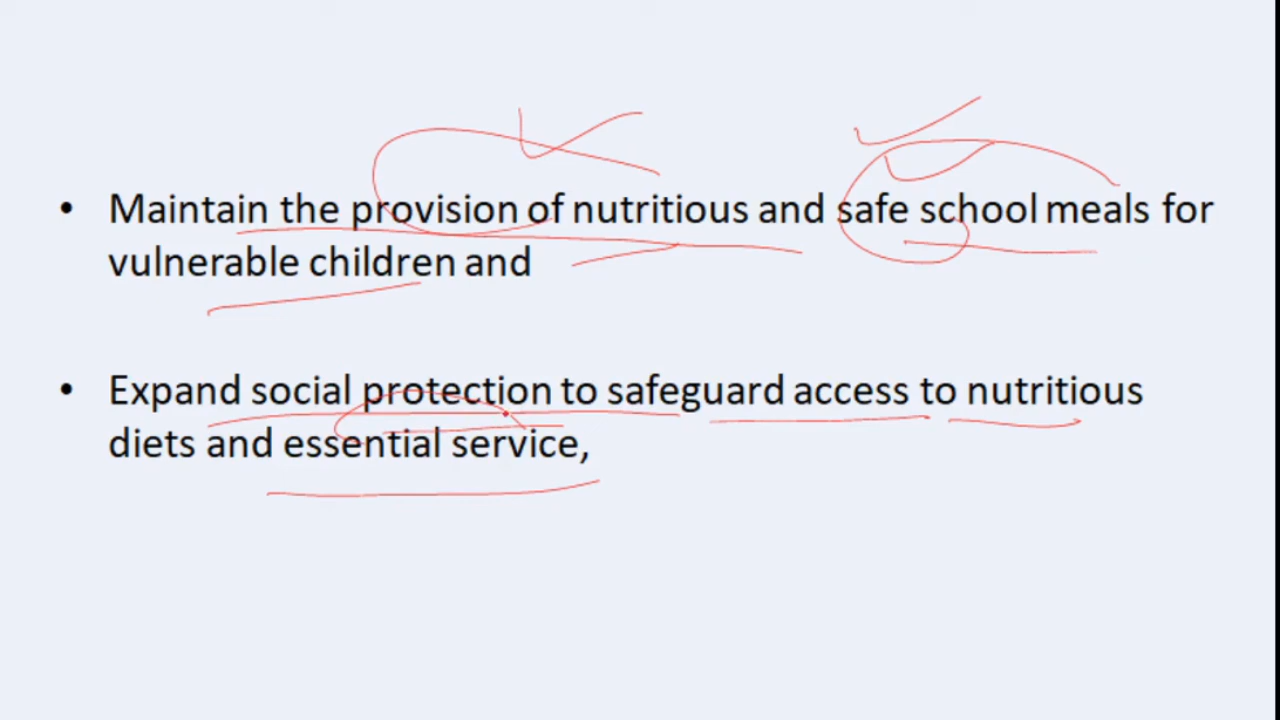 • Maintain the provision of nutritious and safe school meals for
vulnerable children and
• Expand social protection to safeguard access to nutritious
diets and essential service,